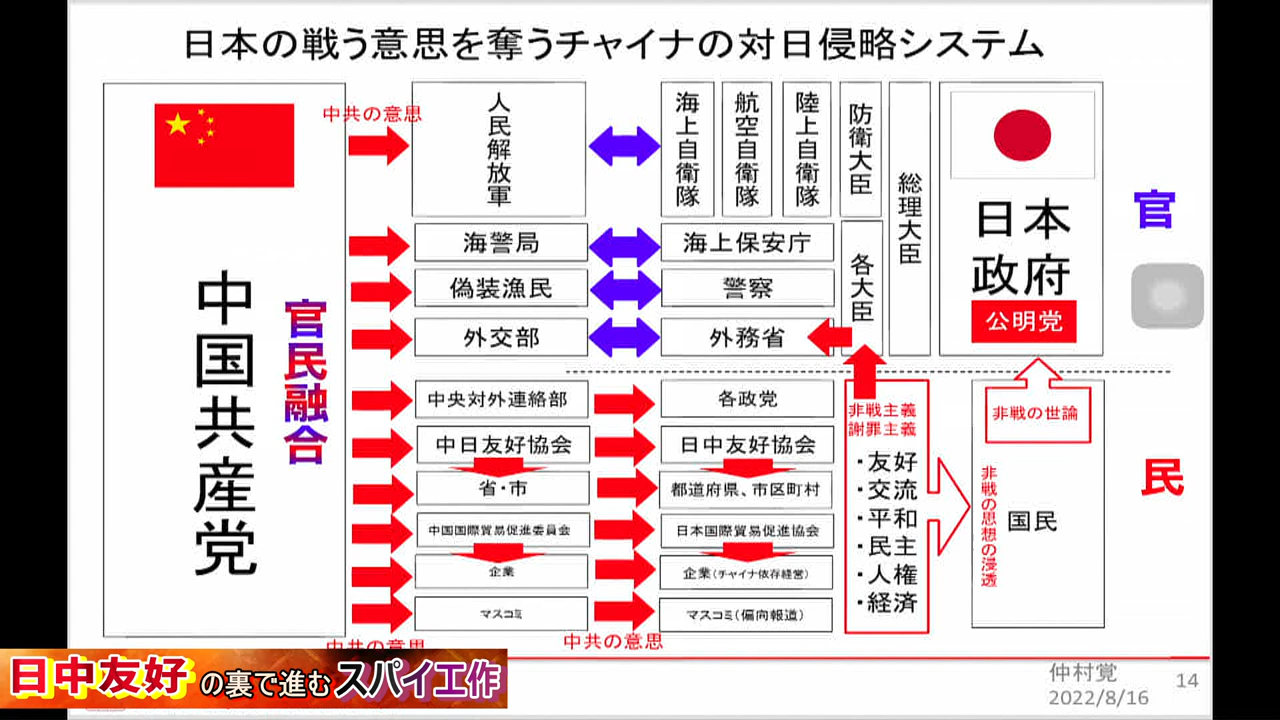 日本の戦う意思を奪うチャイナの対日侵略システム
中国共産党
官民融合
中共の意思
人民解放軍
海警局
偽装漁民
外交部
中央対外連絡部
中日友好協会
省・市
中国国際貿易促進委員会
企業
マスコミ
中共の意思
海上自衛隊
航空自衛隊
陸上自衛隊
海上保安庁
警察
外務省
各政党
日中友好協会
都道府県、市区町村
日本国際貿易促進協会
企業(チャイナ依存経営)
マスコミ(偏向報道)
中共の意思
防衛大臣
各大臣
総理大臣
日本
政府
公明党
官
非戦主義
謝罪主義
・友好
・交流
・平和
・民主
・人権
・経済
非戦の世論
非戦の思想の浸透
国民
民
日中友好の裏で進むスパイ工作
仲村覚
2022/8/16
14